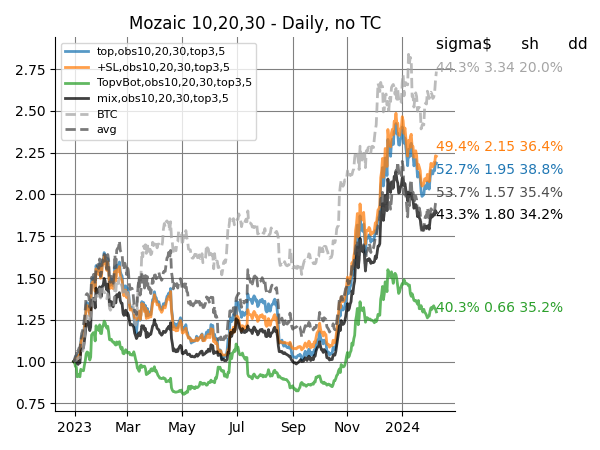 Mozaic 10,20,30 - Daily, no TC
sigma$ sh dd
top,obs10,20,30,top3,5
+SL,obs10,20,30,top3,5
TopvBot,obs10,20,30,top3,5
mix,obs10,20,30,top3,5
BTC
avg
44.3% 3.34 20.0%
49.4% 2.15 36.4%
52.7% 1.95 38.8%
53.7% 1.57 35.4%
43.3% 1.80 34.2%
40.3% 0.66 35.2%
2.75
2.50
2.25
2.00
1.75
1.50
1.25
1.00
0.75
2023 Mar May Jul Sep Nov 2024